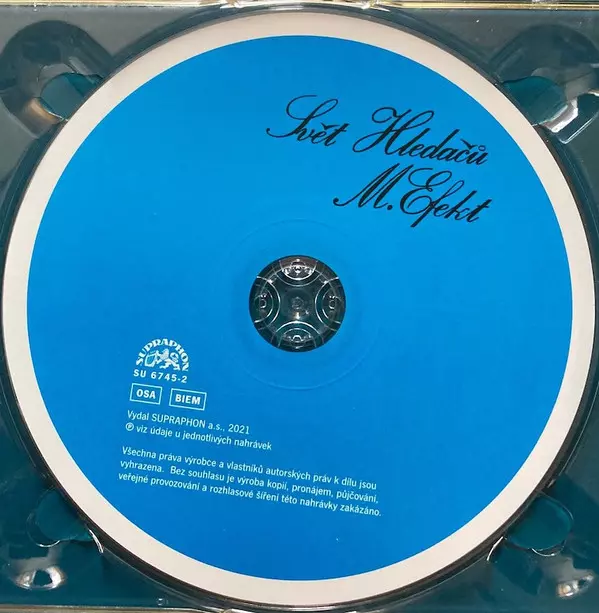 Svět Hledačů
M. Efekt
SUPRAPHON
SU 6745-2
OSA BIEM
Vydal SUPRAPHON a.s., 2021
Ⓟ viz údaje u jednotlivých nahrávek
Všechna práva výrobce a vlastníků autorských práv k dílu jsou
vyhrazena. Bez souhlasu je výroba kopií, pronájem, půjčování,
veřejné provozování a rozhlasové šíření této nahrávky zakázáno.